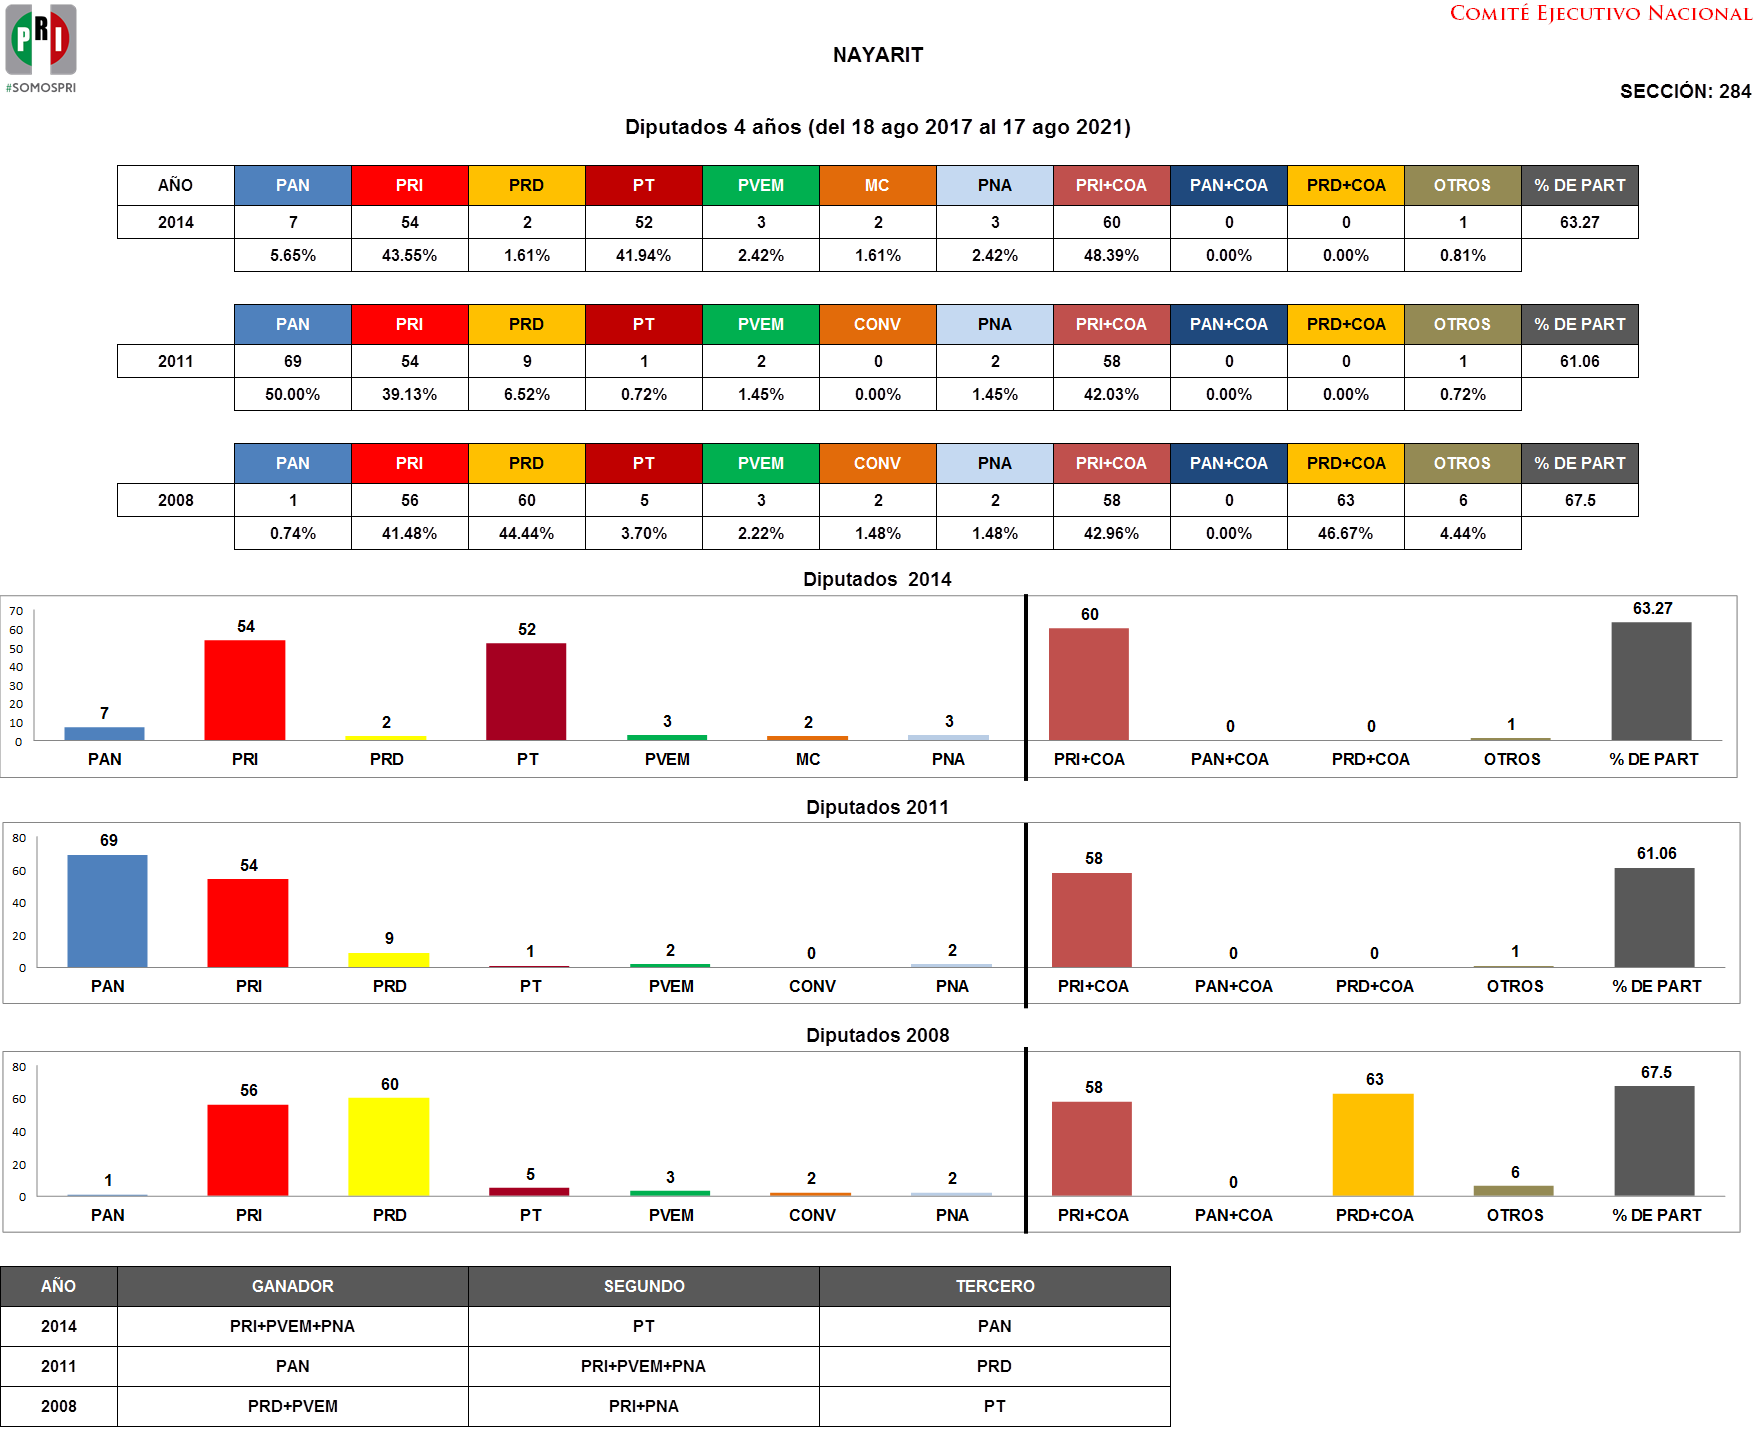 PRI
#SOMOSPRI
COMITÉ EJECUTIVO NACIONAL
NAYARIT
SECCIÓN: 284
Diputados 4 años (del 18 ago 2017 al 17 ago 2021)
AÑO PAN PRI PRD PT PVEM MC PNA PRI+COA PAN+COA PRD+COA OTROS % DE PART
2014 7 54 2 52 3 2 3 60 0 0 1 63.27
5.65% 43.55% 1.61% 41.94% 2.42% 1.61% 2.42% 48.39% 0.00% 0.00% 0.81%
PAN PRI PRD PT PVEM CONV PNA PRI+COA PAN+COA PRD+COA OTROS % DE PART
2011 69 54 9 1 2 0 2 58 0 0 1 61.06
50.00% 39.13% 6.52% 0.72% 1.45% 0.00% 1.45% 42.03% 0.00% 0.00% 0.72%
PAN PRI PRD PT PVEM CONV PNA PRI+COA PAN+COA PRD+COA OTROS % DE PART
2008 1 56 60 5 3 2 2 58 0 63 6 67.5
0.74% 41.48% 44.44% 3.70% 2.22% 1.48% 1.48% 42.96% 0.00% 46.67% 4.44%
Diputados 2014
70
60
50
40
30
20
10
0
7 54 2 52 3 2 3 60 0 0 1 63.27
PAN PRI PRD PT PVEM MC PNA PRI+COA PAN+COA PRD+COA OTROS % DE PART
Diputados 2011
80
60
40
20
0
69 54 9 1 2 0 2 58 0 0 1 61.06
PAN PRI PRD PT PVEM CONV PNA PRI+COA PAN+COA PRD+COA OTROS % DE PART
Diputados 2008
80
60
40
20
0
1 56 60 5 3 2 2 58 0 63 6 67.5
PAN PRI PRD PT PVEM CONV PNA PRI+COA PAN+COA PRD+COA OTROS % DE PART
AÑO GANADOR SEGUNDO TERCERO
2014 PRI+PVEM+PNA PT PAN
2011 PAN PRI+PVEM+PNA PRD
2008 PRD+PVEM PRI+PNA PT